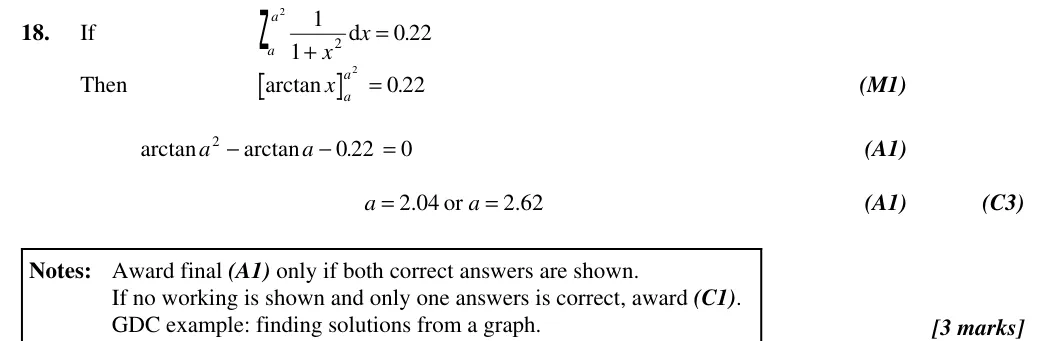 18. If ∫ₐ^{a²} 1/(1+x²) dx = 0.22
Then [arctan x]ₐ^{a²} = 0.22 (M1)
arctan a² − arctan a − 0.22 = 0 (A1)
a = 2.04 or a = 2.62 (A1) (C3)
Notes: Award final (A1) only if both correct answers are shown.
If no working is shown and only one answers is correct, award (C1).
GDC example: finding solutions from a graph.
[3 marks]